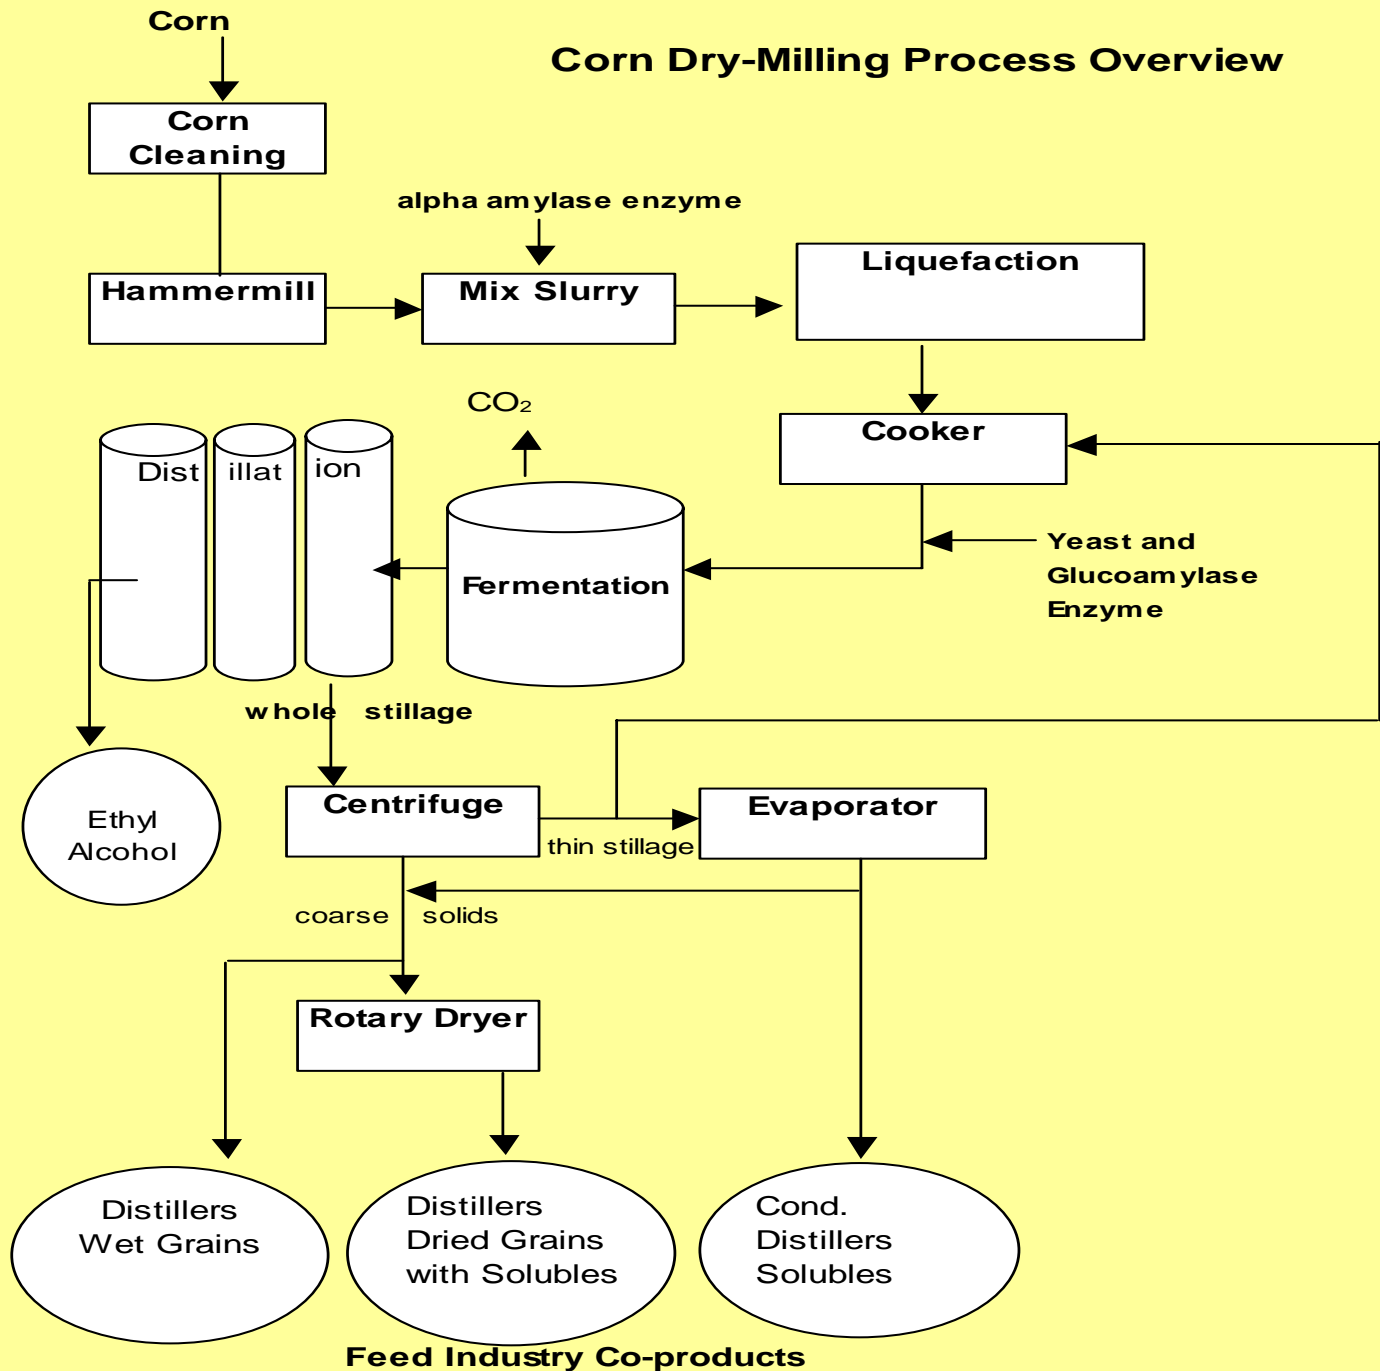 Corn
Corn Dry-Milling Process Overview
Corn
Cleaning
alpha amylase enzyme
Hammermill
Mix Slurry
Liquefaction
CO₂
Cooker
Dist illat ion
Yeast and
Glucoamylase
Enzyme
Fermentation
whole stillage
Ethyl
Alcohol
Centrifuge
thin stillage
Evaporator
coarse solids
Rotary Dryer
Distillers
Wet Grains
Distillers
Dried Grains
with Solubles
Cond.
Distillers
Solubles
Feed Industry Co-products